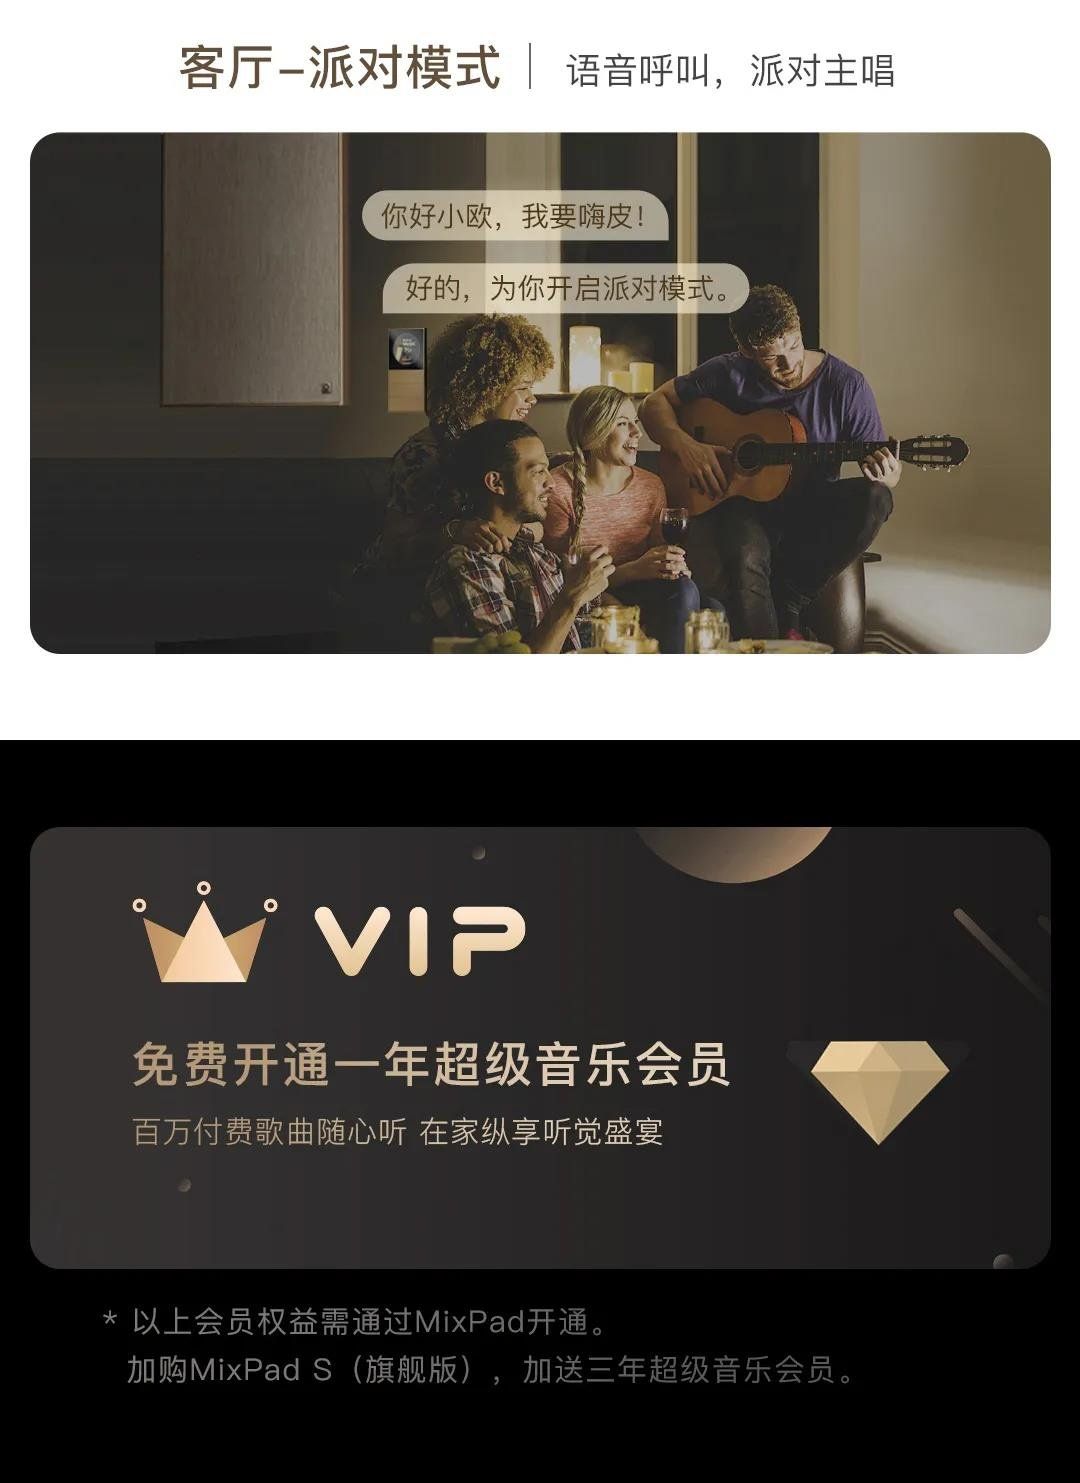 客厅–派对模式｜语音呼叫，派对主唱
你好小欧，我要嗨皮！
好的，为你开启派对模式。
VIP
免费开通一年超级音乐会员
百万付费歌曲随心听 在家纵享听觉盛宴
* 以上会员权益需通过MixPad开通。
加购MixPad S（旗舰版），加送三年超级音乐会员。